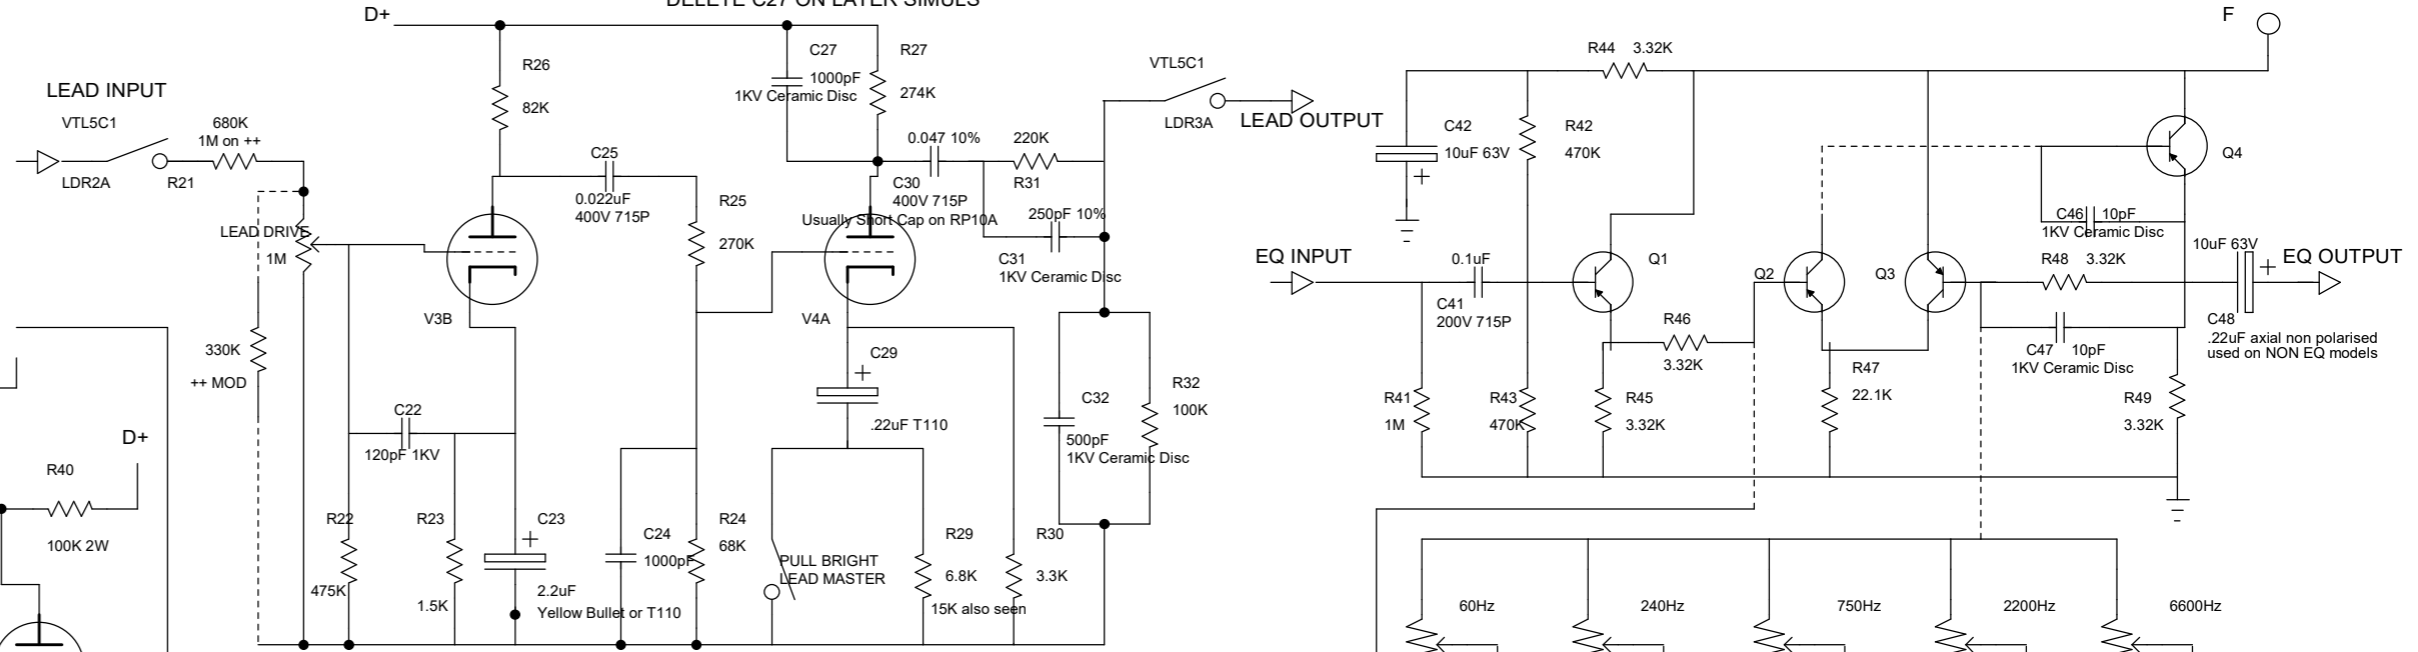 DELETE C27 ON LATER SIMULS
D+
F
LEAD INPUT
VTL5C1
680K
1M on ++
LDR2A
R21
R26
82K
C27
1000pF
1KV Ceramic Disc
R27
274K
VTL5C1
LDR3A
LEAD OUTPUT
C25
0.022uF
400V 715P
0.047 10%
C30
400V 715P
Usually Short Cap on RP10A
220K
R31
250pF 10%
C31
1KV Ceramic Disc
LEAD DRIVE
1M
R25
270K
V3B
V4A
330K
++ MOD
C29
.22uF T110
C22
120pF 1KV
C32
500pF
1KV Ceramic Disc
R32
100K
D+
R40
100K 2W
R22
475K
R23
1.5K
C23
2.2uF
Yellow Bullet or T110
C24
1000pF
R24
68K
PULL BRIGHT
LEAD MASTER
R29
6.8K
15K also seen
R30
3.3K
R44 3.32K
C42
10uF 63V
R42
470K
Q4
EQ INPUT
0.1uF
C41
200V 715P
Q1
Q2
Q3
C46 10pF
1KV Ceramic Disc
R48 3.32K
10uF 63V
EQ OUTPUT
C48
.22uF axial non polarised
used on NON EQ models
R46
3.32K
C47 10pF
1KV Ceramic Disc
R47
22.1K
R41
1M
R43
470K
R45
3.32K
R49
3.32K
60Hz
240Hz
750Hz
2200Hz
6600Hz